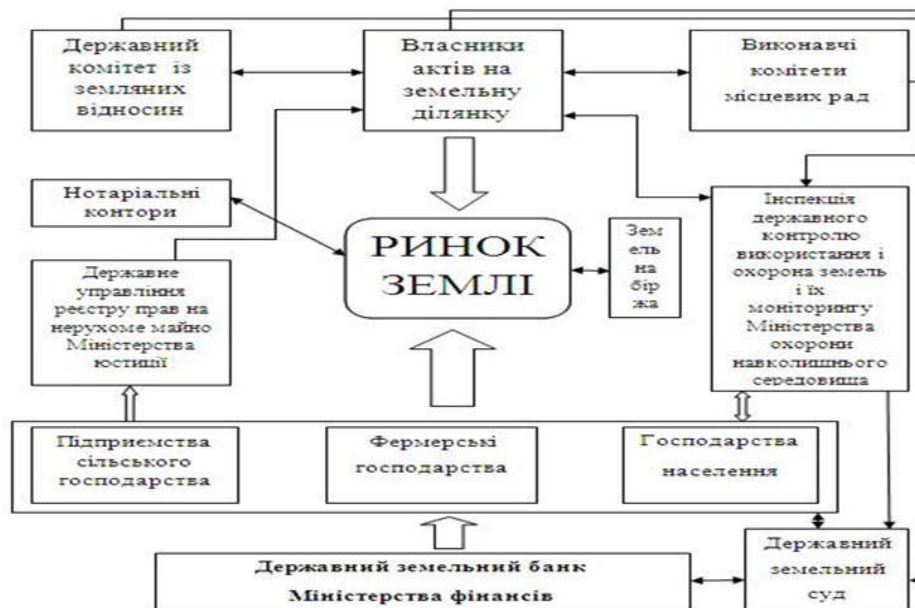 Державний
комітет із
земляних
відносин
Власники
актів на
земельну
ділянку
Виконавчі
комітети
місцевих рад
Нотаріальні
контори
РИНОК
ЗЕМЛІ
Зем
ель
на
бір
жа
Інспекція
державного
контролю
використання і
охорона земель
і їх
моніторингу
Міністерства
охорони
навколишнього
середовища
Державне
управління
реєстру прав на
нерухоме майно
Міністерства
юстиції
Підприємства
сільського
господарства
Фермерські
господарства
Господарства
населення
Державний земельний банк
Міністерства фінансів
Державний
земельний
суд